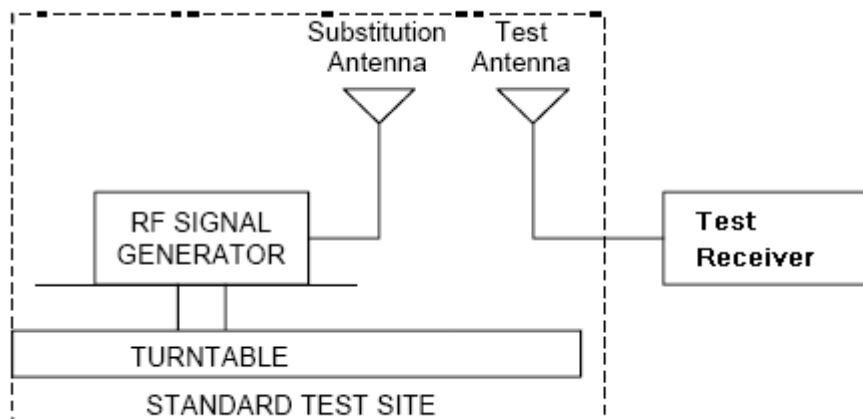 Substitution
Antenna
Test
Antenna
RF SIGNAL
GENERATOR
Test
Receiver
TURNTABLE
STANDARD TEST SITE